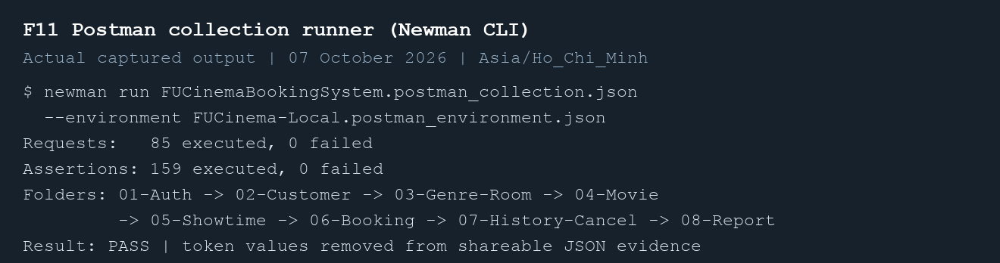 F11 Postman collection runner (Newman CLI)
Actual captured output | 07 October 2026 | Asia/Ho_Chi_Minh
$ newman run FUCinemaBookingSystem.postman_collection.json
  --environment FUCinema-Local.postman_environment.json
Requests:   85 executed, 0 failed
Assertions: 159 executed, 0 failed
Folders: 01-Auth -> 02-Customer -> 03-Genre-Room -> 04-Movie
         -> 05-Showtime -> 06-Booking -> 07-History-Cancel -> 08-Report
Result: PASS | token values removed from shareable JSON evidence